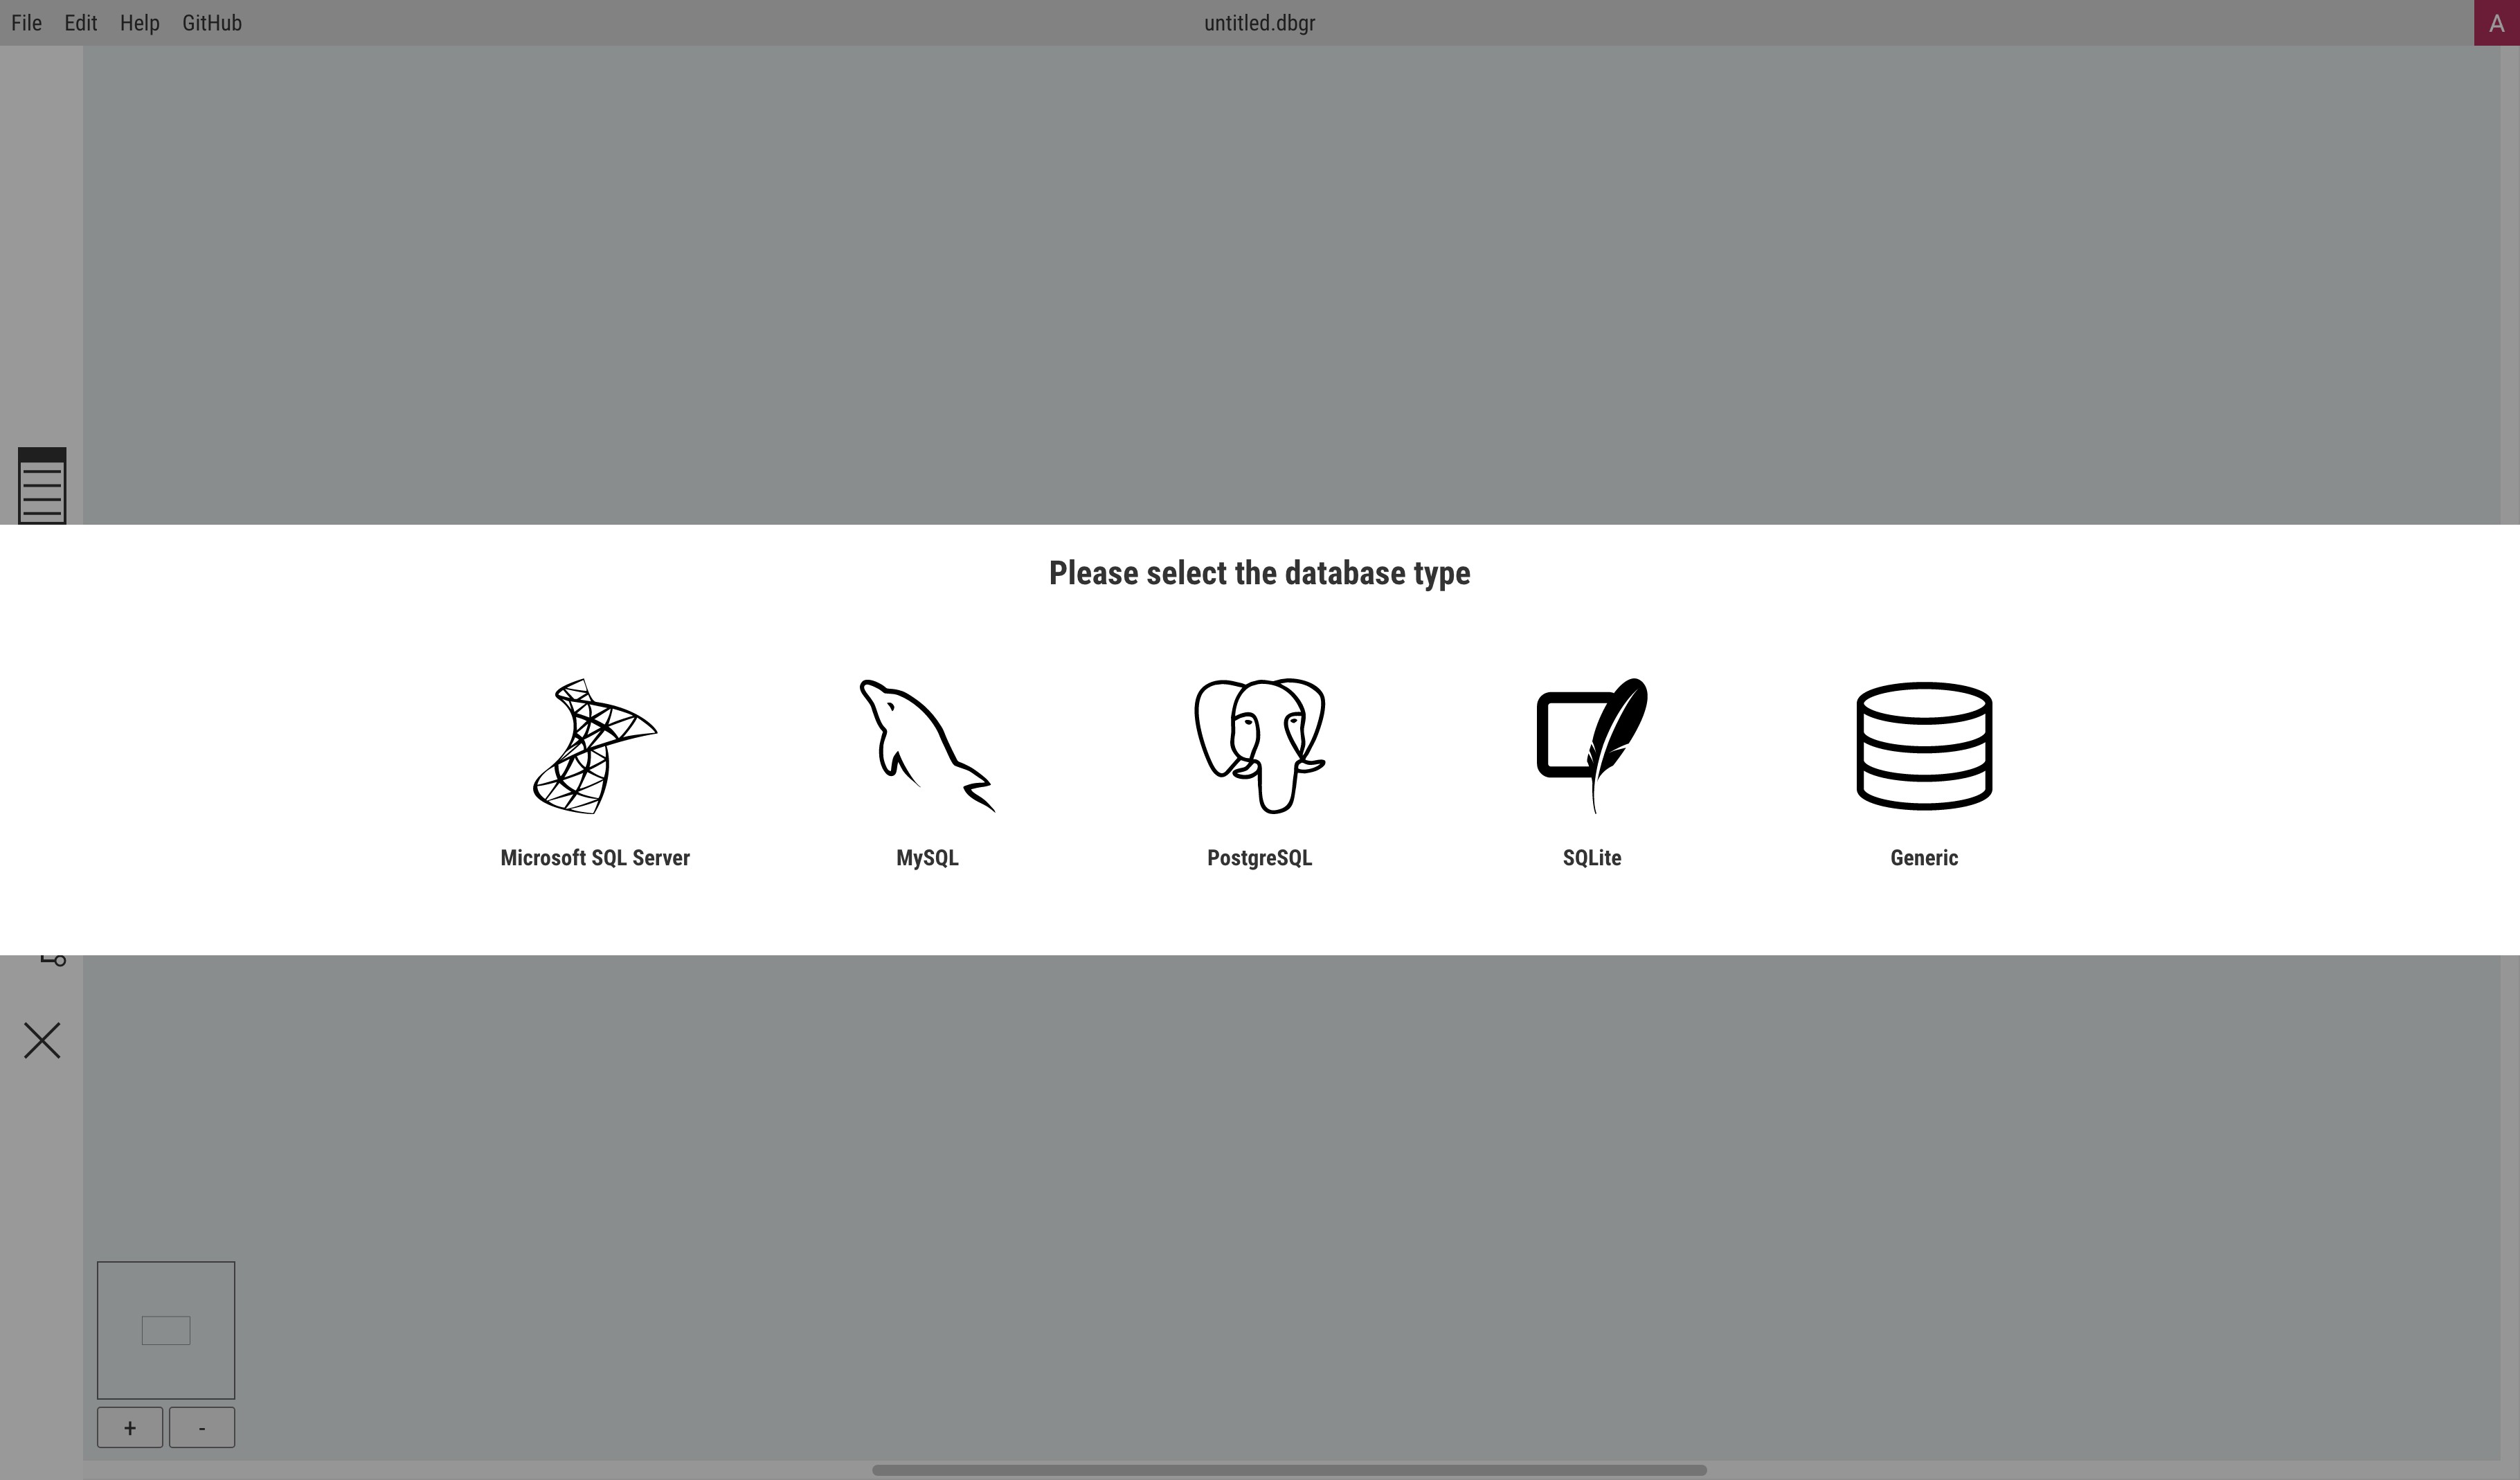 File Edit Help GitHub untitled.dbgr A
Please select the database type
Microsoft SQL Server MySQL PostgreSQL SQLite Generic
+ -